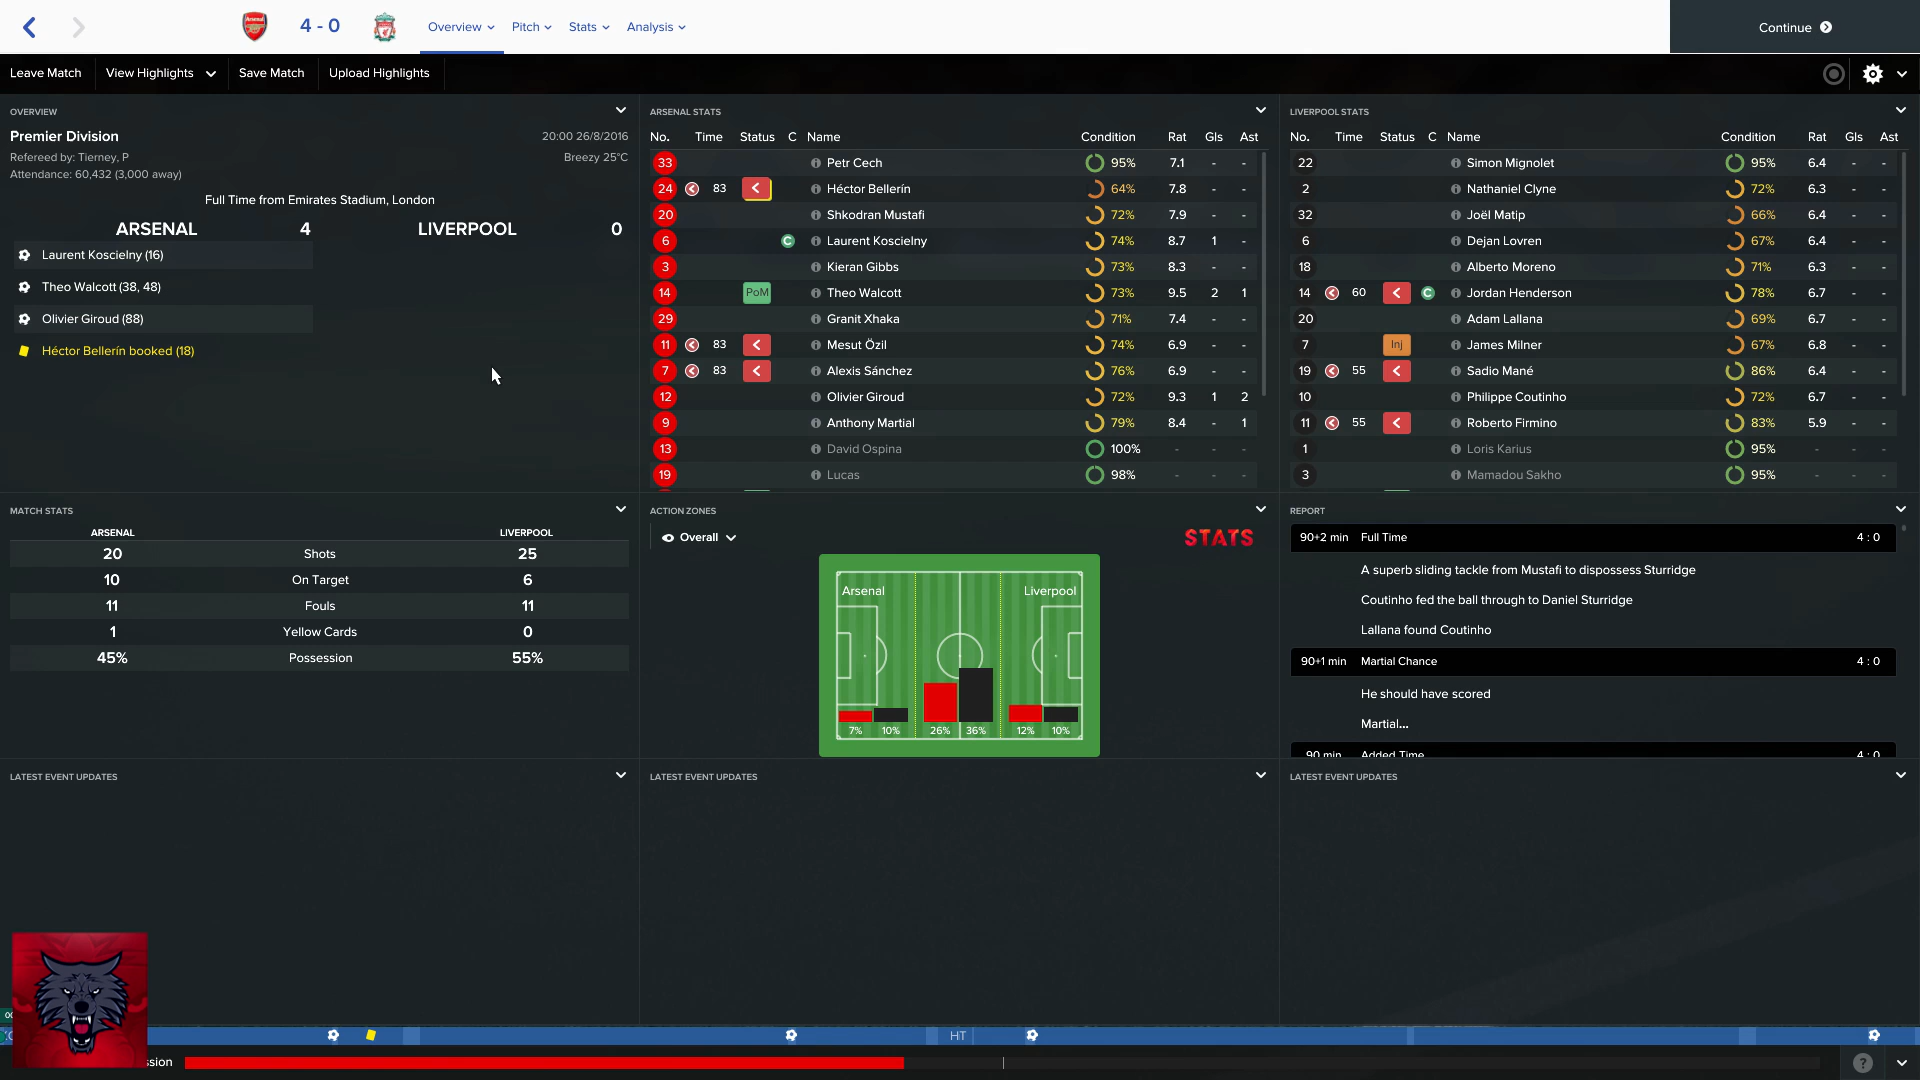 4 - 0
Overview
Pitch
Stats
Analysis
Continue
Leave Match
View Highlights
Save Match
Upload Highlights
OVERVIEW
Premier Division
20:00 26/8/2016
Refereed by: Tierney, P
Breezy 25°C
Attendance: 60,432 (3,000 away)
Full Time from Emirates Stadium, London
ARSENAL 4 LIVERPOOL 0
Laurent Koscielny (16)
Theo Walcott (38, 48)
Olivier Giroud (88)
Héctor Bellerín booked (18)
ARSENAL STATS
No. Time Status C Name Condition Rat Gls Ast
33 Petr Cech 95% 7.1 - -
24 83 Héctor Bellerín 64% 7.8 - -
20 Shkodran Mustafi 72% 7.9 - -
6 C Laurent Koscielny 74% 8.7 1 -
3 Kieran Gibbs 73% 8.3 - -
14 PoM Theo Walcott 73% 9.5 2 1
29 Granit Xhaka 71% 7.4 - -
11 83 Mesut Özil 74% 6.9 - -
7 83 Alexis Sánchez 76% 6.9 - -
12 Olivier Giroud 72% 9.3 1 2
9 Anthony Martial 79% 8.4 - 1
13 David Ospina 100% - - -
19 Lucas 98% - - -
LIVERPOOL STATS
No. Time Status C Name Condition Rat Gls Ast
22 Simon Mignolet 95% 6.4 - -
2 Nathaniel Clyne 72% 6.3 - -
32 Joël Matip 66% 6.4 - -
6 Dejan Lovren 67% 6.4 - -
18 Alberto Moreno 71% 6.3 - -
14 60 C Jordan Henderson 78% 6.7 - -
20 Adam Lallana 69% 6.7 - -
7 Inj James Milner 67% 6.8 - -
19 55 Sadio Mané 86% 6.4 - -
10 Philippe Coutinho 72% 6.7 - -
11 55 Roberto Firmino 83% 5.9 - -
1 Loris Karius 95% - - -
3 Mamadou Sakho 95% - - -
MATCH STATS
ARSENAL LIVERPOOL
20 Shots 25
10 On Target 6
11 Fouls 11
1 Yellow Cards 0
45% Possession 55%
ACTION ZONES
Overall
STATS
Arsenal Liverpool
7% 10% 26% 36% 12% 10%
REPORT
90+2 min Full Time 4 : 0
A superb sliding tackle from Mustafi to dispossess Sturridge
Coutinho fed the ball through to Daniel Sturridge
Lallana found Coutinho
90+1 min Martial Chance 4 : 0
He should have scored
Martial...
90 min Added Time 4 : 0
LATEST EVENT UPDATES
LATEST EVENT UPDATES
LATEST EVENT UPDATES
HT
ssion
?